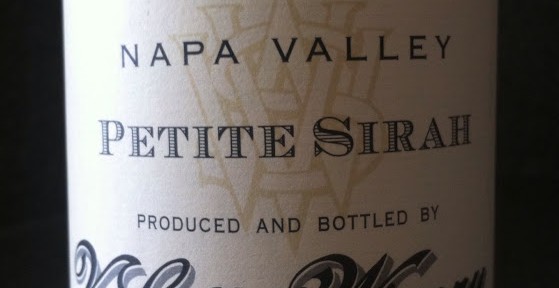 NAPA VALLEY
PETITE SIRAH
PRODUCED AND BOTTLED BY